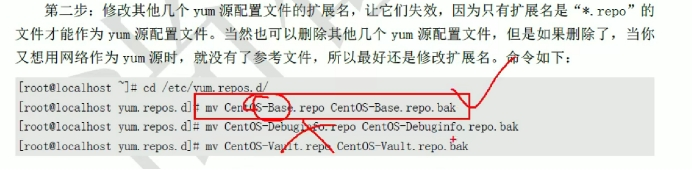 第二步：修改其他几个 yum 源配置文件的扩展名，让它们失效，因为只有扩展名是“*.repo”的
文件才能作为 yum 源配置文件。当然也可以删除其他几个 yum 源配置文件，但是如果删除了，当你
又想用网络作为 yum 源时，就没有了参考文件，所以最好还是修改扩展名。命令如下：
[root@localhost ~]# cd /etc/yum.repos.d/
[root@localhost yum.repos.d]# mv CentOS-Base.repo CentOS-Base.repo.bak
[root@localhost yum.repos.d]# mv CentOS-Debuginfo.repo CentOS-Debuginfo.repo.bak
[root@localhost yum.repos.d]# mv CentOS-Vault.repo CentOS-Vault.repo.bak